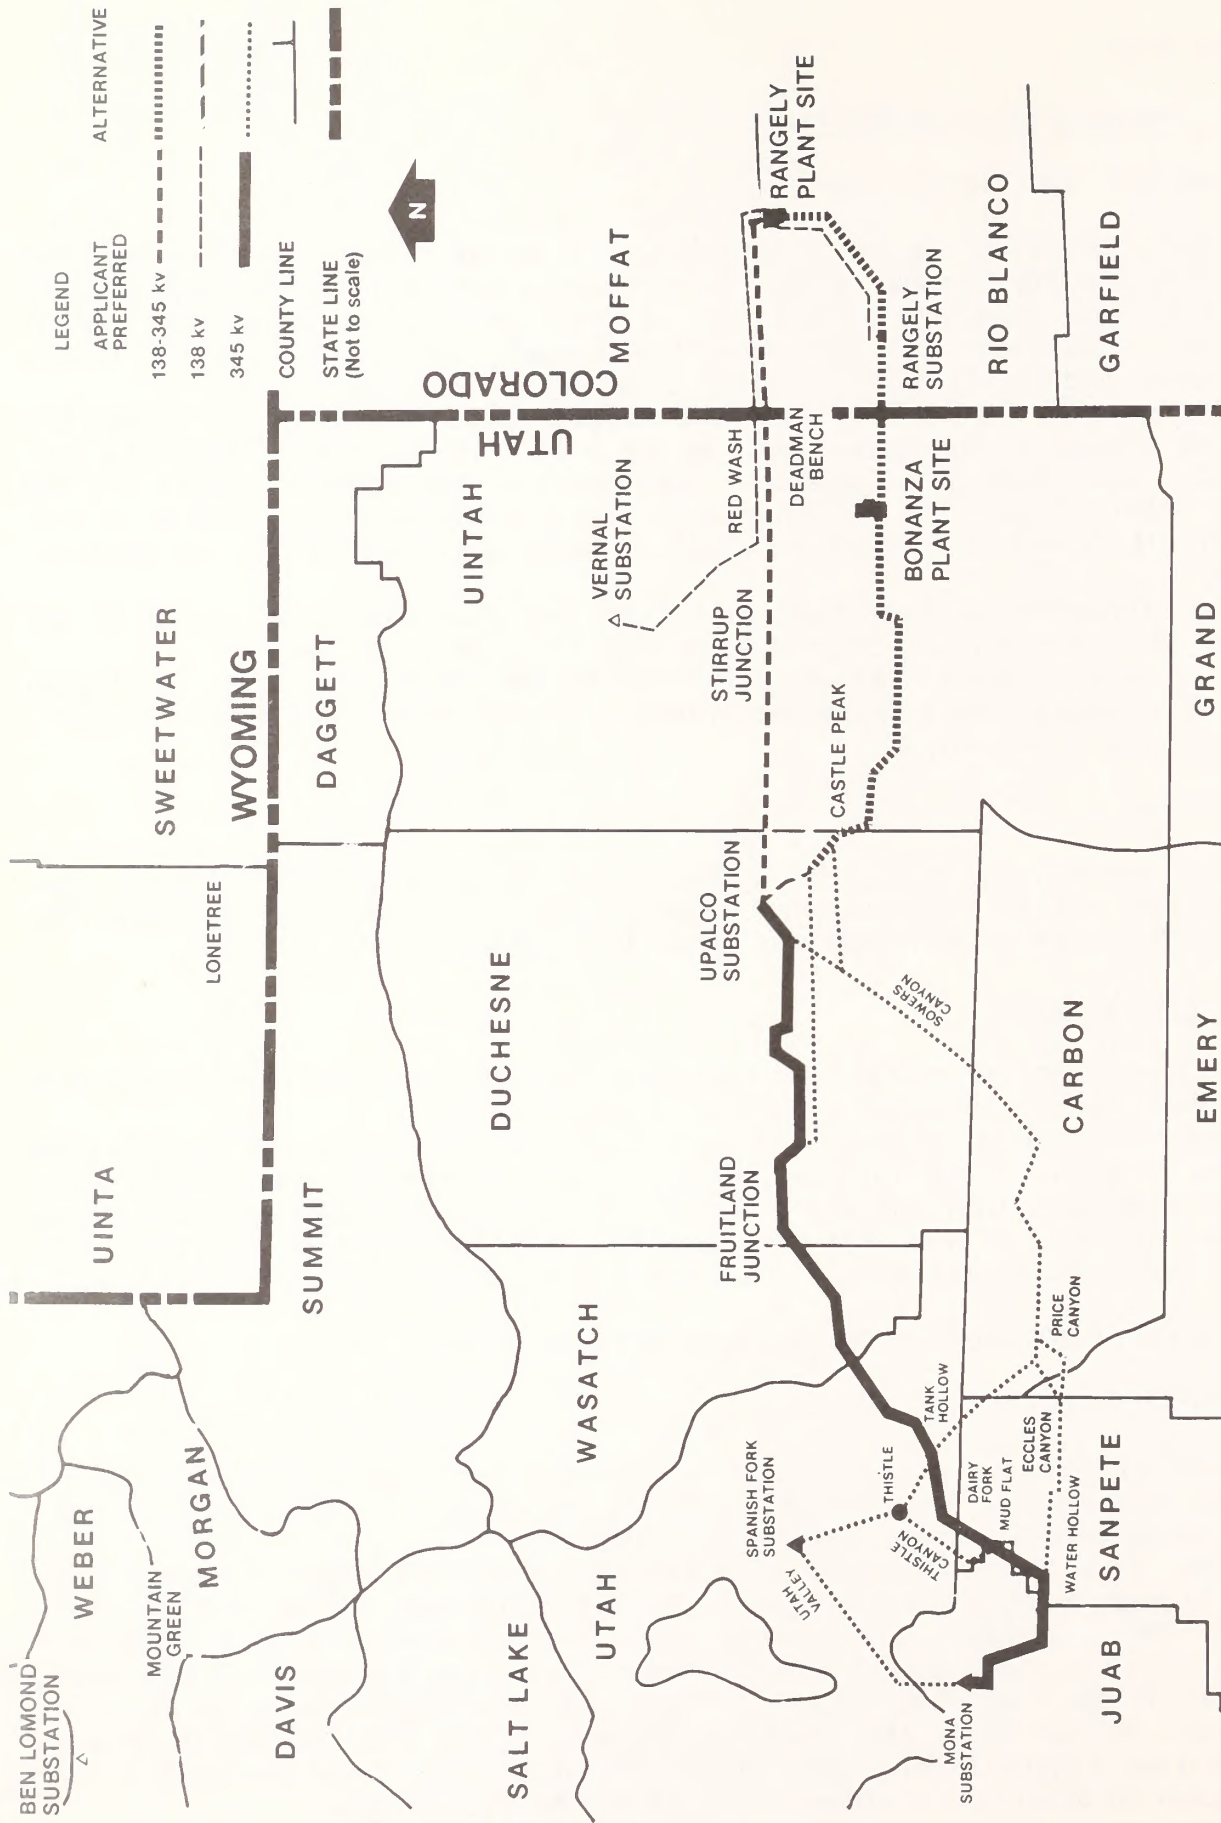 LEGEND
APPLICANT
PREFERRED
ALTERNATIVE
138-345 kv
138 kv
345 kv
COUNTY LINE
STATE LINE
(Not to scale)
N
BEN LOMOND
SUBSTATION
WEBER
MOUNTAIN
GREEN
MORGAN
DAVIS
SALT LAKE
UINTA
SUMMIT
LONETREE
SWEETWATER
WYOMING
DAGGETT
UINTAH
UTAH
COLORADO
MOFFAT
DUCHESNE
WASATCH
UTAH
VERNAL
SUBSTATION
RED WASH
STIRRUP
JUNCTION
DEADMAN
BENCH
RANGELY
PLANT SITE
RANGELY
SUBSTATION
BONANZA
PLANT SITE
CASTLE PEAK
UPALCO
SUBSTATION
FRUITLAND
JUNCTION
SOWERS
CANYON
SPANISH FORK
SUBSTATION
UTAH
VALLEY
THISTLE
THISTLE
CANYON
TANK
HOLLOW
DAIRY
FORK
MUD FLAT
ECCLES
CANYON
WATER HOLLOW
PRICE
CANYON
MONA
SUBSTATION
JUAB
SANPETE
CARBON
EMERY
GRAND
RIO BLANCO
GARFIELD